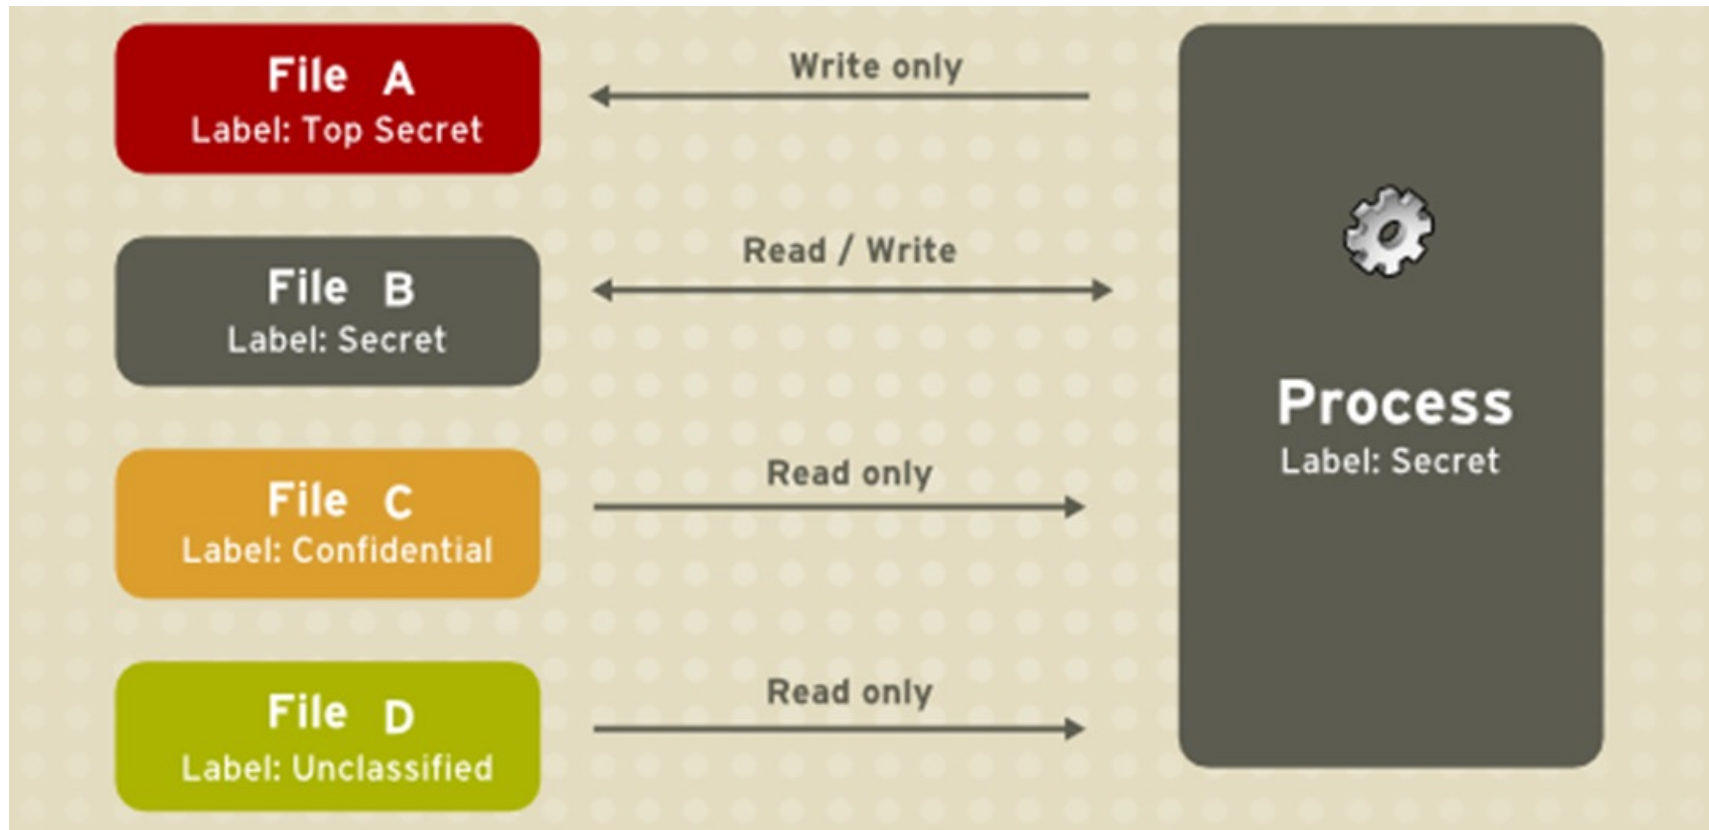 File A
Label: Top Secret
Write only
File B
Label: Secret
Read / Write
File C
Label: Confidential
Read only
File D
Label: Unclassified
Read only
Process
Label: Secret